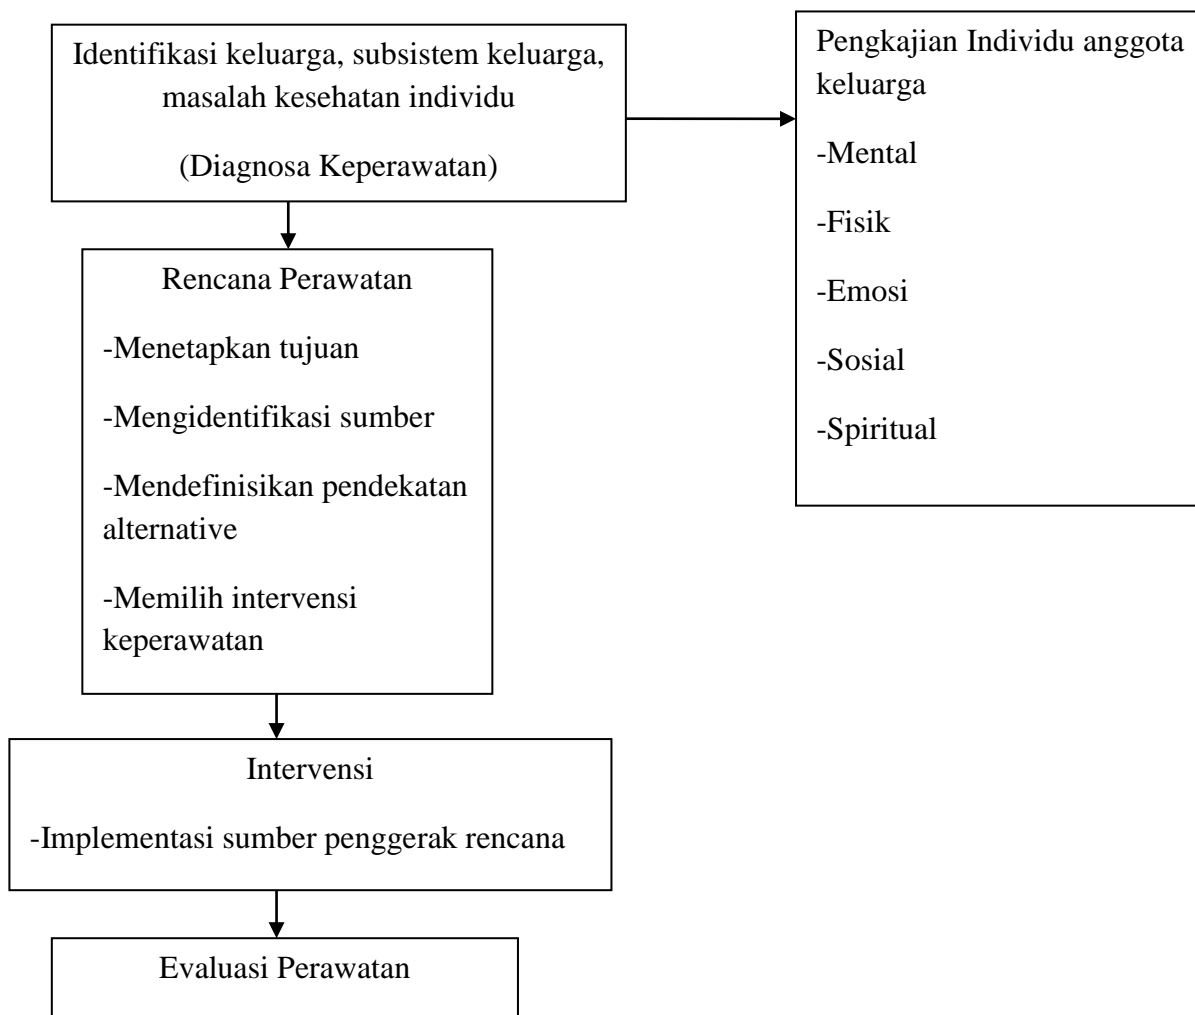 Identifikasi keluarga, subsistem keluarga,
masalah kesehatan individu
(Diagnosa Keperawatan)
Pengkajian Individu anggota
keluarga
-Mental
-Fisik
-Emosi
-Sosial
-Spiritual
Rencana Perawatan
-Menetapkan tujuan
-Mengidentifikasi sumber
-Mendefinisikan pendekatan
alternative
-Memilih intervensi
keperawatan
Intervensi
-Implementasi sumber penggerak rencana
Evaluasi Perawatan